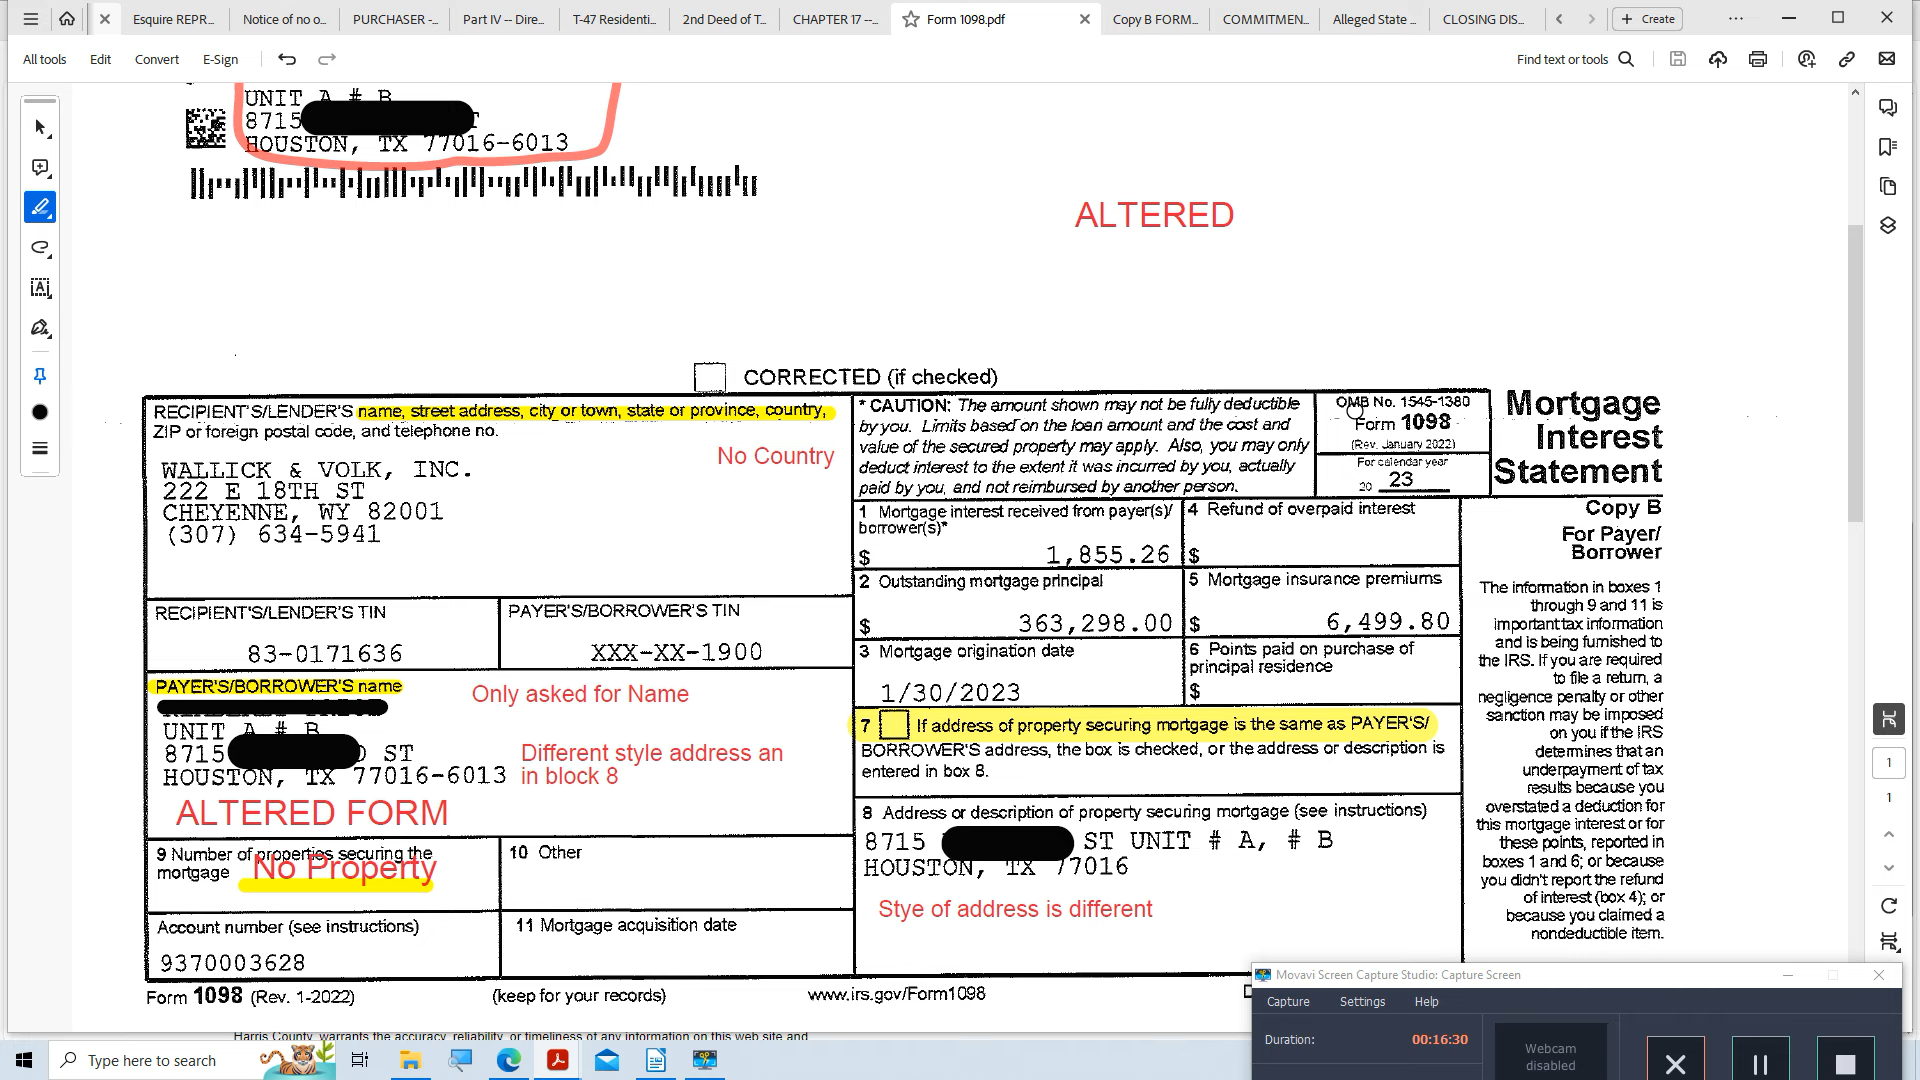 Esquire REPR...
Notice of no o...
PURCHASER -...
Part IV -- Dire...
T-47 Residenti...
2nd Deed of T...
CHAPTER 17 --...
Form 1098.pdf
Copy B FORM...
COMMITMEN...
Alleged State ...
CLOSING DIS...
Create
All tools
Edit
Convert
E-Sign
Find text or tools
UNIT A # B
8715
HOUSTON, TX 77016-6013
ALTERED
CORRECTED (if checked)
RECIPIENT'S/LENDER'S name, street address, city or town, state or province, country,
ZIP or foreign postal code, and telephone no.
No Country
WALLICK & VOLK, INC.
222 E 18TH ST
CHEYENNE, WY 82001
(307) 634-5941
* CAUTION: The amount shown may not be fully deductible
by you. Limits based on the loan amount and the cost and
value of the secured property may apply. Also, you may only
deduct interest to the extent it was incurred by you, actually
paid by you, and not reimbursed by another person.
OMB No. 1545-1380
Form 1098
(Rev. January 2022)
For calendar year
20 23
Mortgage
Interest
Statement
1 Mortgage interest received from payer(s)/
borrower(s)*
$ 1,855.26
4 Refund of overpaid interest
$
Copy B
For Payer/
Borrower
RECIPIENT'S/LENDER'S TIN
83-0171636
PAYER'S/BORROWER'S TIN
XXX-XX-1900
2 Outstanding mortgage principal
$ 363,298.00
5 Mortgage insurance premiums
$ 6,499.80
3 Mortgage origination date
1/30/2023
6 Points paid on purchase of
principal residence
$
PAYER'S/BORROWER'S name
Only asked for Name
UNIT A # B
8715 ST
HOUSTON, TX 77016-6013
Different style address an
in block 8
ALTERED FORM
7 If address of property securing mortgage is the same as PAYER'S/
BORROWER'S address, the box is checked, or the address or description is
entered in box 8.
8 Address or description of property securing mortgage (see instructions)
8715 ST UNIT # A, # B
HOUSTON, TX 77016
Stye of address is different
9 Number of properties securing the
mortgage
No Property
10 Other
Account number (see instructions)
9370003628
11 Mortgage acquisition date
The information in boxes 1
through 9 and 11 is
important tax information
and is being furnished to
the IRS. If you are required
to file a return, a
negligence penalty or other
sanction may be imposed
on you if the IRS
determines that an
underpayment of tax
results because you
overstated a deduction for
this mortgage interest or for
these points, reported in
boxes 1 and 6; or because
you didn't report the refund
of interest (box 4); or
because you claimed a
nondeductible item.
Form 1098 (Rev. 1-2022)
(keep for your records)
www.irs.gov/Form1098
1
1
Harris County, warrants the accuracy, reliability, or timeliness of any information on this web site and
Movavi Screen Capture Studio: Capture Screen
Capture
Settings
Help
Duration:
00:16:30
Webcam
disabled
Type here to search